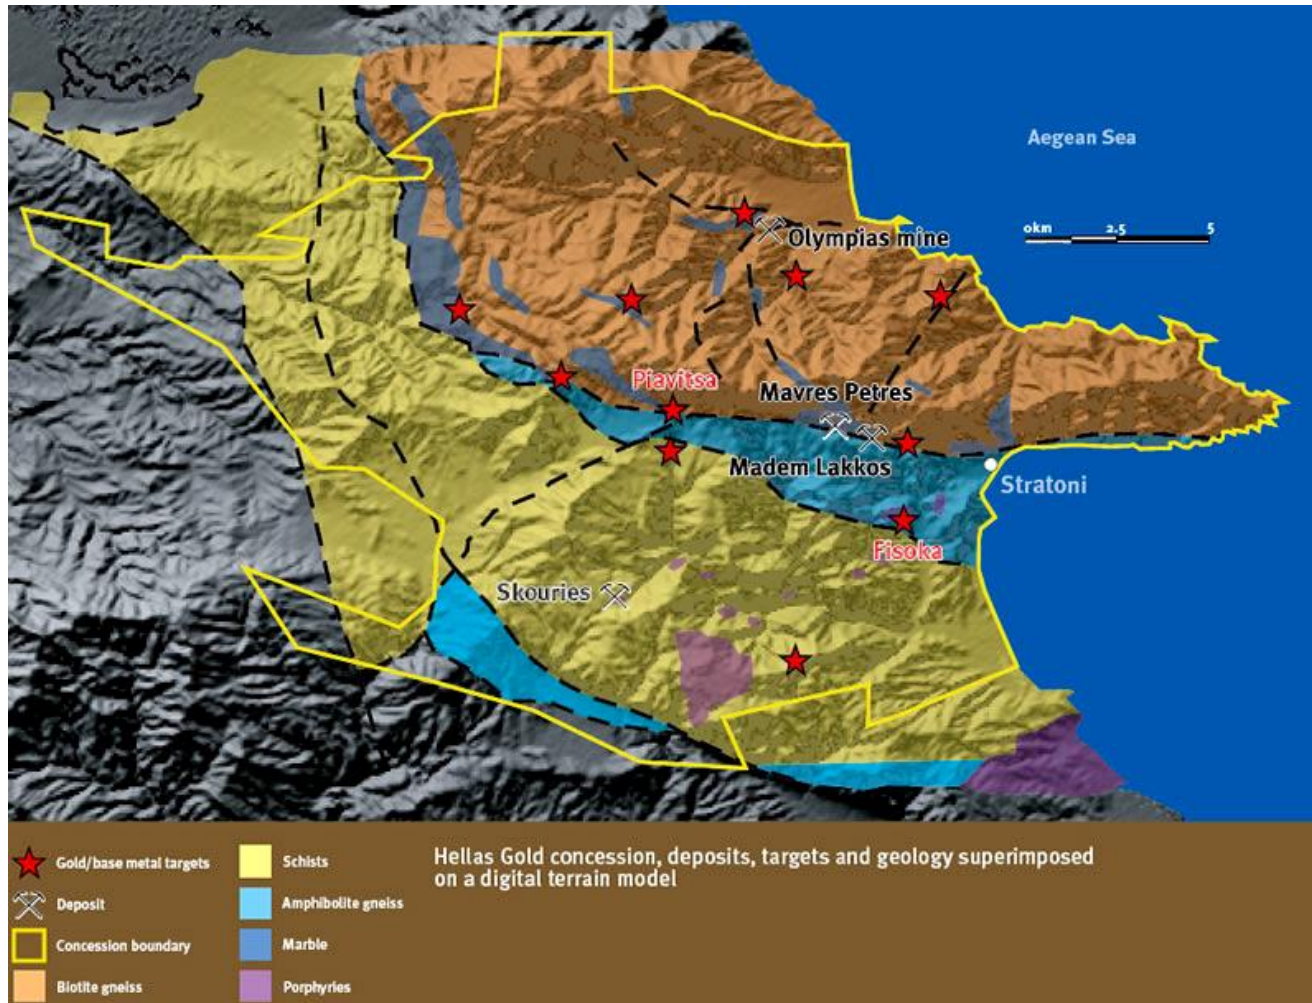 Aegean Sea
0km 2.5 5
Olympias mine
Piavitsa
Mavres Petres
Madem Lakkos
Stratoni
Fisoka
Skouries
Gold/base metal targets
Deposit
Concession boundary
Biotite gneiss
Schists
Amphibolite gneiss
Marble
Porphyries
Hellas Gold concession, deposits, targets and geology superimposed
on a digital terrain model